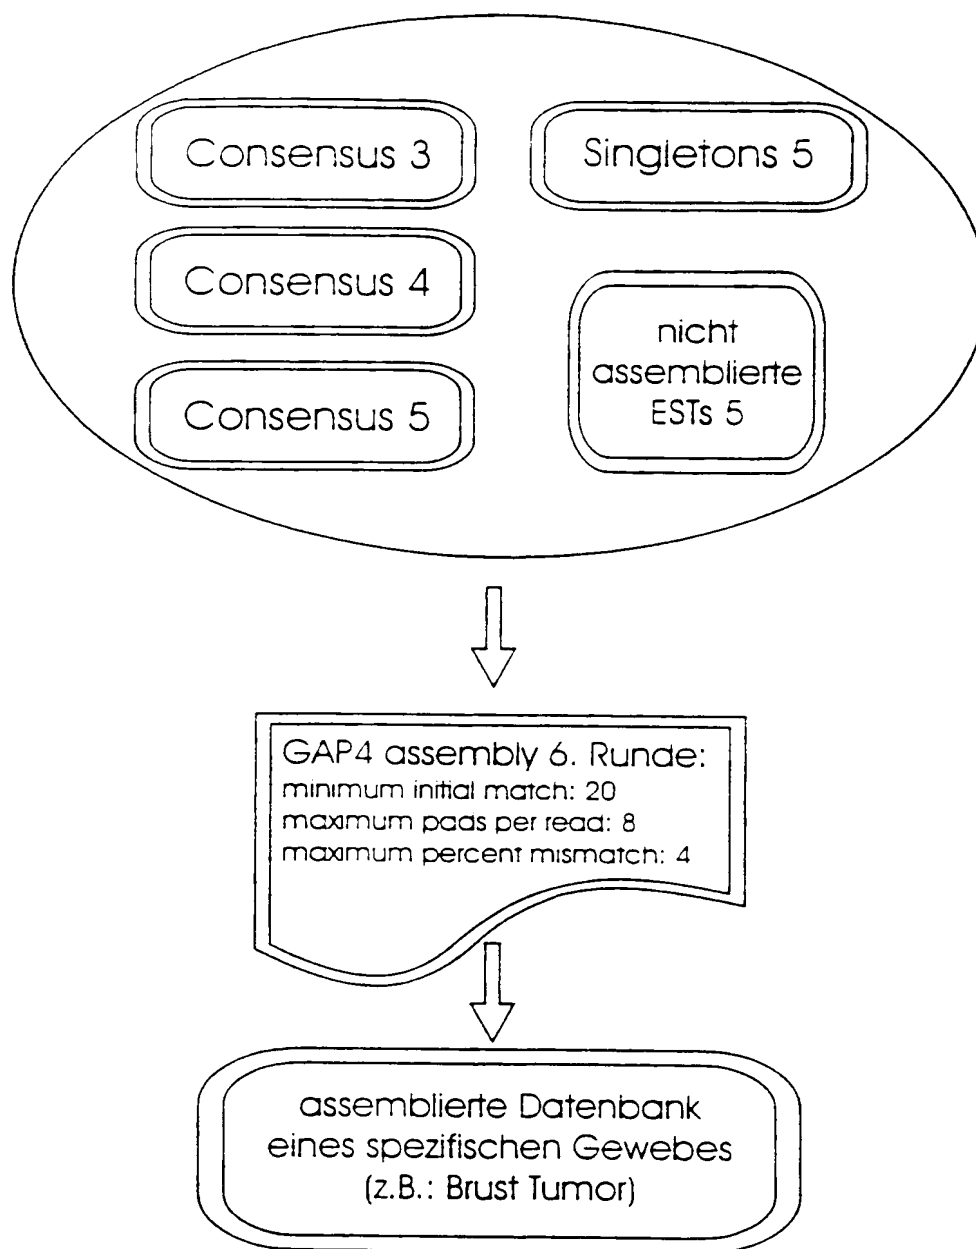 Consensus 3
Singletons 5
Consensus 4
nicht
assemblierte
ESTs 5
Consensus 5
GAP4 assembly 6. Runde:
minimum initial match: 20
maximum pads per read: 8
maximum percent mismatch: 4
assemblierte Datenbank
eines spezifischen Gewebes
(z.B.: Brust Tumor)